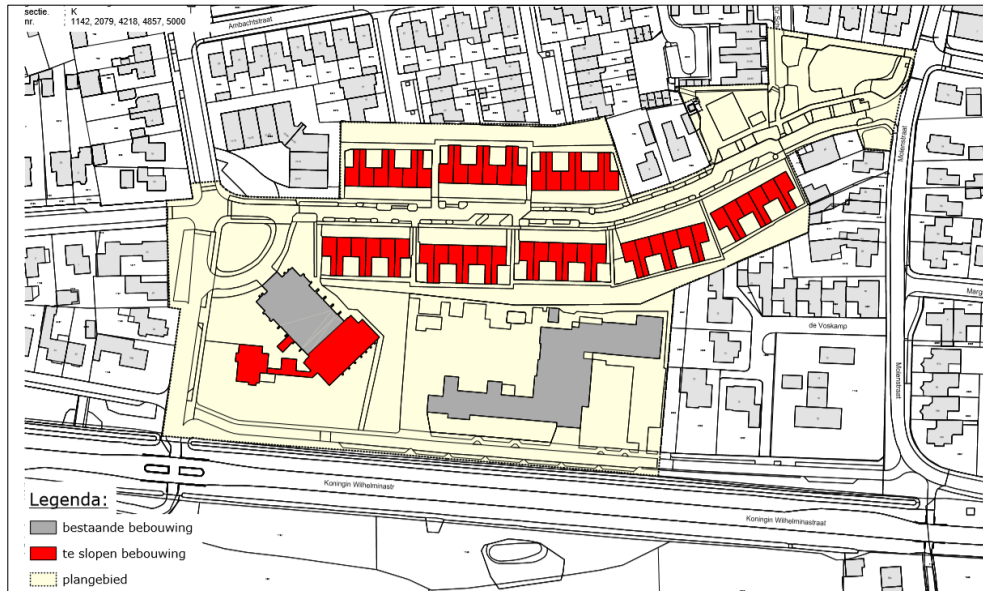 sectie. K
nr. 1142, 2079, 4218, 4857, 5000
Ambachtstraat
Molenstraat
Marg
de Voskamp
Molenstraat
Koningin Wilhelminastr
Koningin Wilhelminastraat
Legenda:
bestaande bebouwing
te slopen bebouwing
plangebied